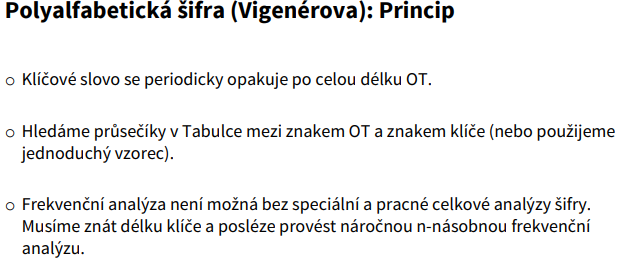 Polyalfabetická šifra (Vigenérova): Princip
○ Klíčové slovo se periodicky opakuje po celou délku OT.
○ Hledáme průsečíky v Tabulce mezi znakem OT a znakem klíče (nebo použijeme
jednoduchý vzorec).
○ Frekvenční analýza není možná bez speciální a pracné celkové analýzy šifry.
Musíme znát délku klíče a posléze provést náročnou n-násobnou frekvenční
analýzu.